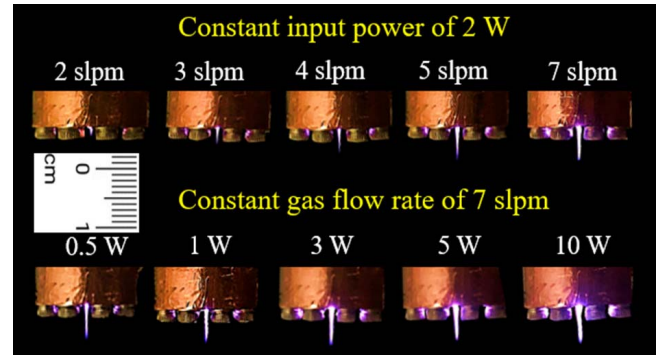 Constant input power of 2 W
2 slpm 3 slpm 4 slpm 5 slpm 7 slpm
0
cm
1
Constant gas flow rate of 7 slpm
0.5 W 1 W 3 W 5 W 10 W